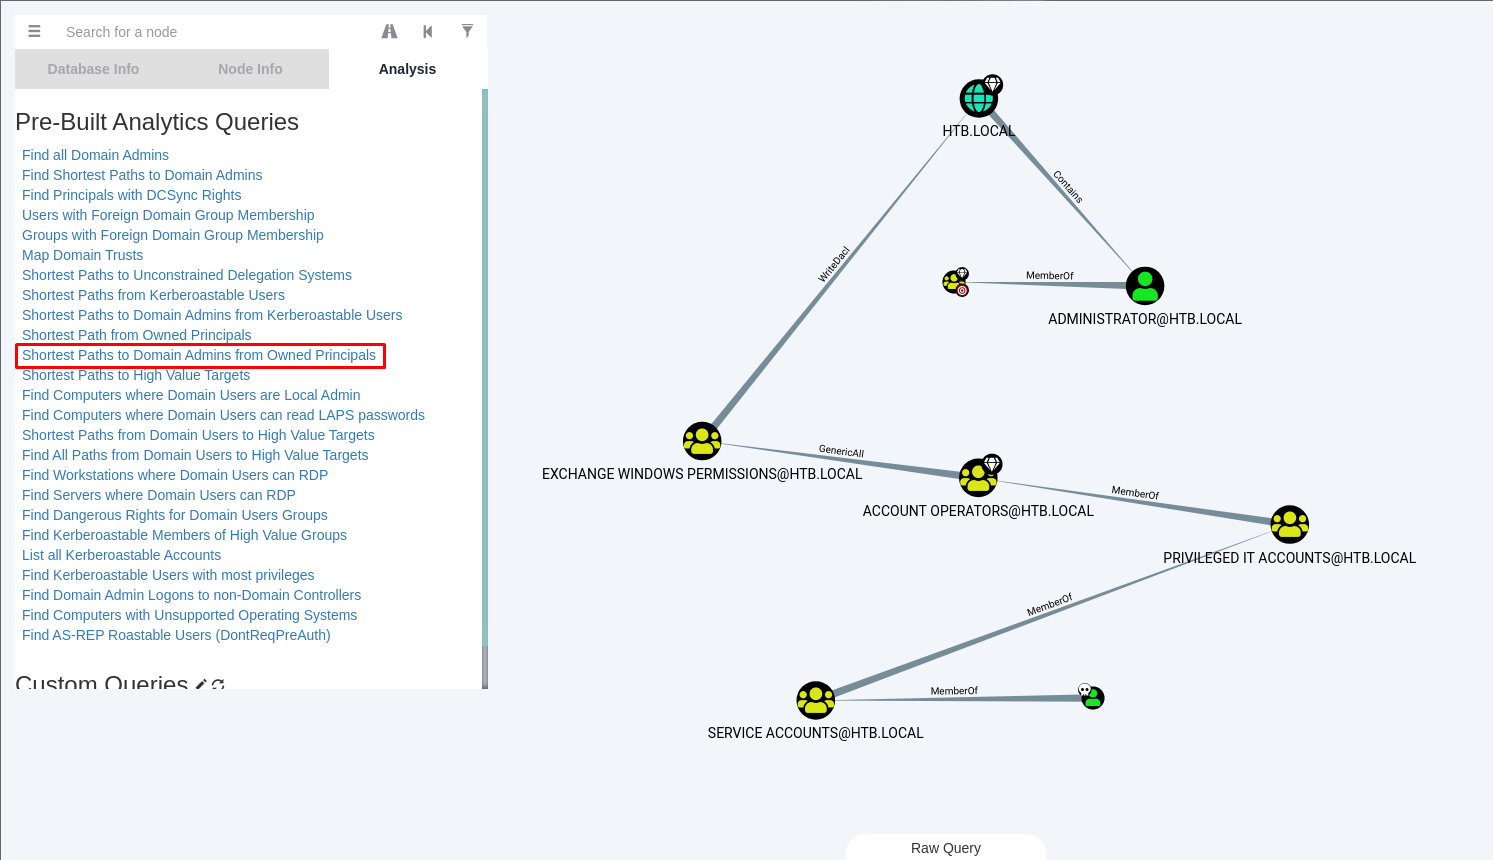 Search for a node
Database Info
Node Info
Analysis
Pre-Built Analytics Queries
Find all Domain Admins
Find Shortest Paths to Domain Admins
Find Principals with DCSync Rights
Users with Foreign Domain Group Membership
Groups with Foreign Domain Group Membership
Map Domain Trusts
Shortest Paths to Unconstrained Delegation Systems
Shortest Paths from Kerberoastable Users
Shortest Paths to Domain Admins from Kerberoastable Users
Shortest Path from Owned Principals
Shortest Paths to Domain Admins from Owned Principals
Shortest Paths to High Value Targets
Find Computers where Domain Users are Local Admin
Find Computers where Domain Users can read LAPS passwords
Shortest Paths from Domain Users to High Value Targets
Find All Paths from Domain Users to High Value Targets
Find Workstations where Domain Users can RDP
Find Servers where Domain Users can RDP
Find Dangerous Rights for Domain Users Groups
Find Kerberoastable Members of High Value Groups
List all Kerberoastable Accounts
Find Kerberoastable Users with most privileges
Find Domain Admin Logons to non-Domain Controllers
Find Computers with Unsupported Operating Systems
Find AS-REP Roastable Users (DontReqPreAuth)
Custom Queries
HTB.LOCAL
Contains
WriteDacl
MemberOf
ADMINISTRATOR@HTB.LOCAL
GenericAll
EXCHANGE WINDOWS PERMISSIONS@HTB.LOCAL
MemberOf
ACCOUNT OPERATORS@HTB.LOCAL
PRIVILEGED IT ACCOUNTS@HTB.LOCAL
MemberOf
MemberOf
SERVICE ACCOUNTS@HTB.LOCAL
Raw Query